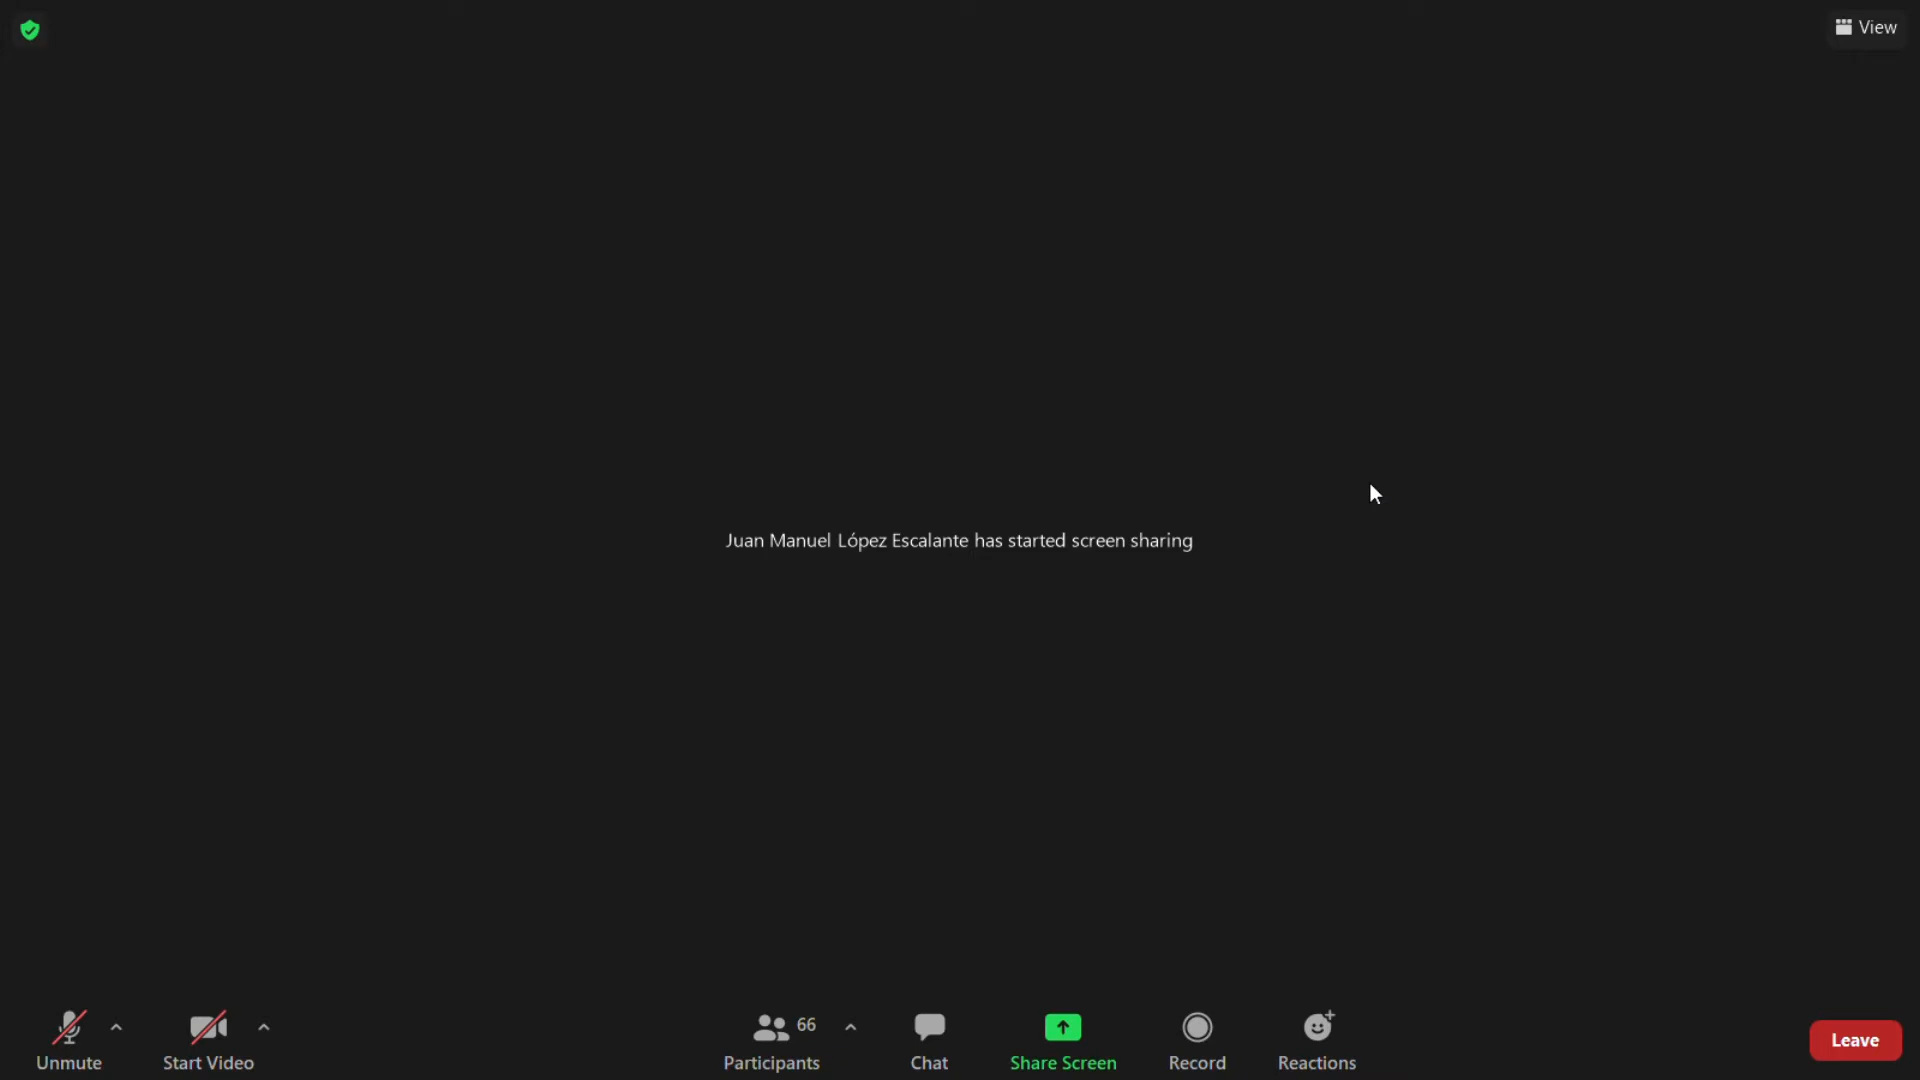 View
Juan Manuel López Escalante has started screen sharing
Unmute
Start Video
66
Participants
Chat
Share Screen
Record
Reactions
Leave